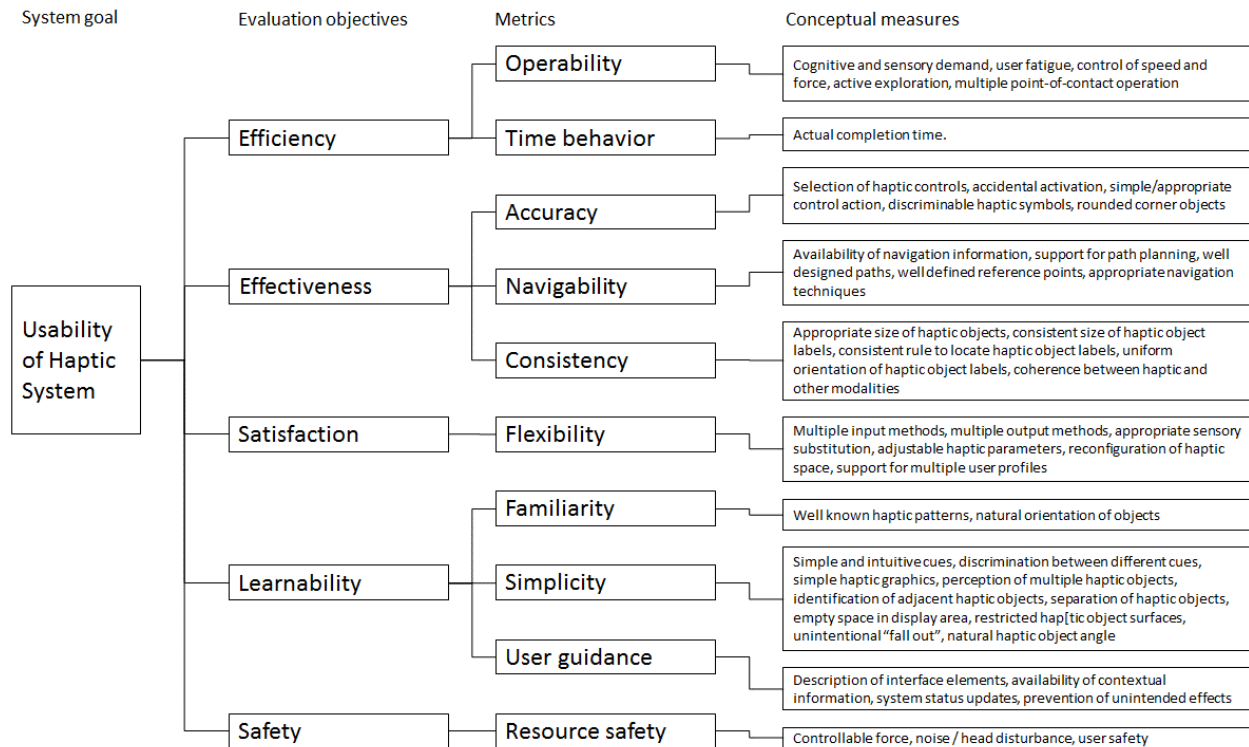 System goal
Evaluation objectives
Metrics
Conceptual measures
Usability
of Haptic
System
Efficiency
Operability
Cognitive and sensory demand, user fatigue, control of speed and
force, active exploration, multiple point-of-contact operation
Time behavior
Actual completion time.
Effectiveness
Accuracy
Selection of haptic controls, accidental activation, simple/appropriate
control action, discriminable haptic symbols, rounded corner objects
Navigability
Availability of navigation information, support for path planning, well
designed paths, well defined reference points, appropriate navigation
techniques
Consistency
Appropriate size of haptic objects, consistent size of haptic object
labels, consistent rule to locate haptic object labels, uniform
orientation of haptic object labels, coherence between haptic and
other modalities
Satisfaction
Flexibility
Multiple input methods, multiple output methods, appropriate sensory
substitution, adjustable haptic parameters, reconfiguration of haptic
space, support for multiple user profiles
Learnability
Familiarity
Well known haptic patterns, natural orientation of objects
Simplicity
Simple and intuitive cues, discrimination between different cues,
simple haptic graphics, perception of multiple haptic objects,
identification of adjacent haptic objects, separation of haptic objects,
empty space in display area, restricted hap[tic object surfaces,
unintentional “fall out”, natural haptic object angle
User guidance
Description of interface elements, availability of contextual
information, system status updates, prevention of unintended effects
Safety
Resource safety
Controllable force, noise / head disturbance, user safety